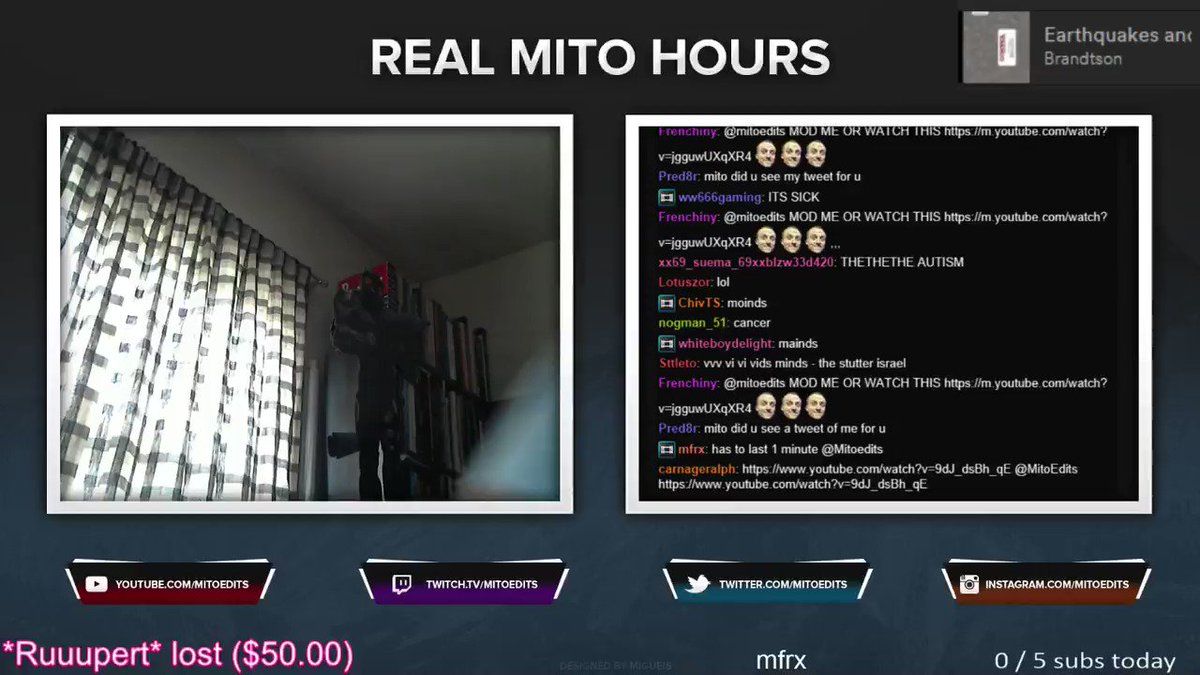 REAL MITO HOURS
Earthquakes and
Brandtson
Frenchiny: @mitoedits MOD ME OR WATCH THIS https://m.youtube.com/watch?
v=jgguwUXqXR4
Pred8r: mito did u see my tweet for u
ww666gaming: ITS SICK
Frenchiny: @mitoedits MOD ME OR WATCH THIS https://m.youtube.com/watch?
v=jgguwUXqXR4 ...
xx69_suema_69xxblzw33d420: THETHETHE AUTISM
Lotuszor: lol
ChivTS: moinds
nogman_51: cancer
whiteboydelight: mainds
Sttleto: vvv vi vi vids minds - the stutter israel
Frenchiny: @mitoedits MOD ME OR WATCH THIS https://m.youtube.com/watch?
v=jgguwUXqXR4
Pred8r: mito did u see a tweet of me for u
mfrx: has to last 1 minute @Mitoedits
carnageralph: https://www.youtube.com/watch?v=9dJ_dsBh_qE @MitoEdits
https://www.youtube.com/watch?v=9dJ_dsBh_qE
YOUTUBE.COM/MITOEDITS
TWITCH.TV/MITOEDITS
TWITTER.COM/MITOEDITS
INSTAGRAM.COM/MITOEDITS
*Ruuupert* lost ($50.00)
DESIGNED BY MIGUEIS
mfrx
0 / 5 subs today